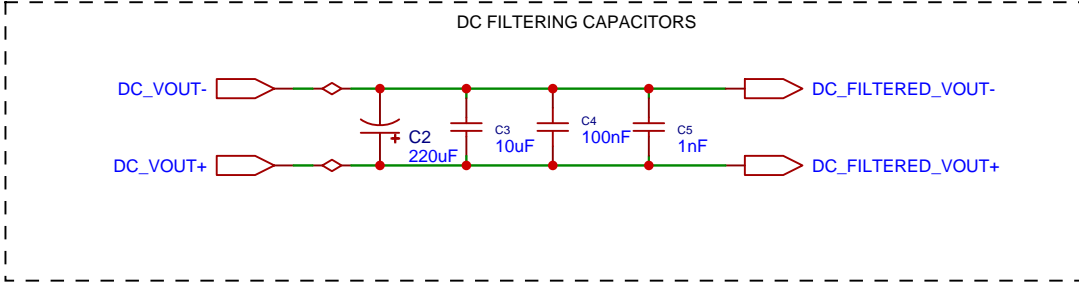 DC FILTERING CAPACITORS
DC_VOUT-
DC_FILTERED_VOUT-
+
C2
220uF
C3
10uF
C4
100nF
C5
1nF
DC_VOUT+
DC_FILTERED_VOUT+